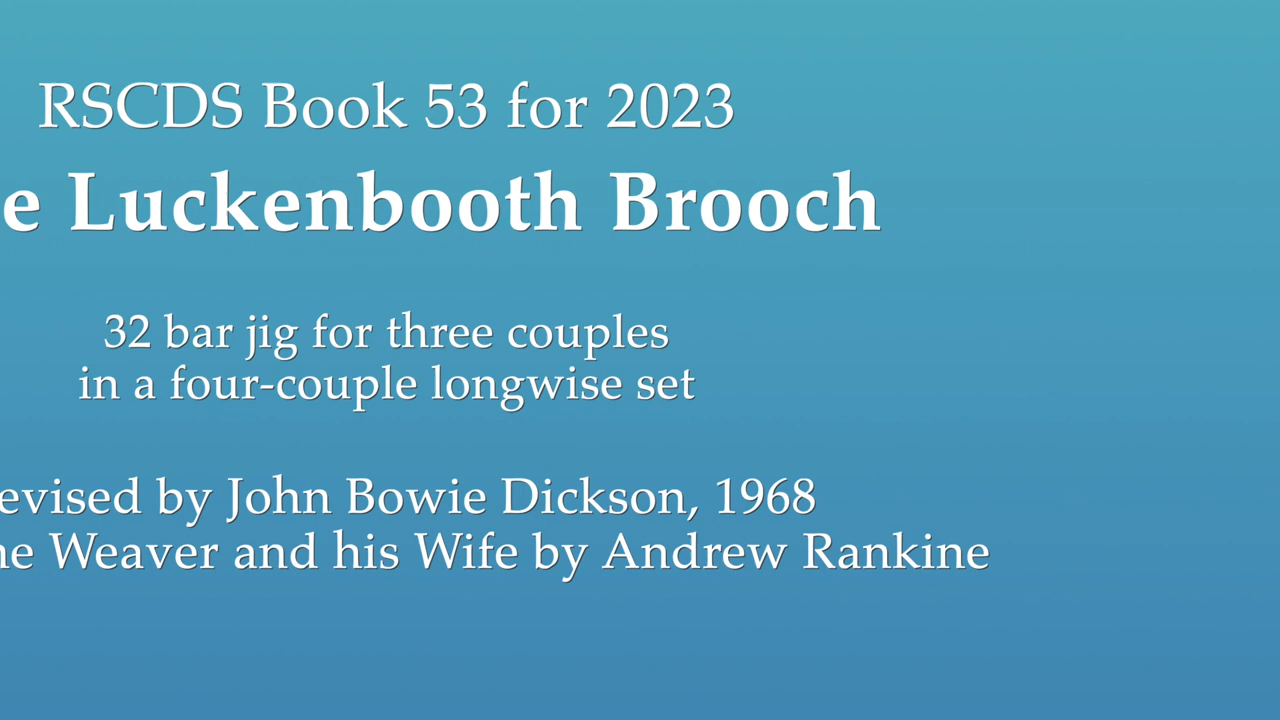 RSCDS Book 53 for 2023
e Luckenbooth Brooch
32 bar jig for three couples
in a four-couple longwise set
evised by John Bowie Dickson, 1968
he Weaver and his Wife by Andrew Rankine